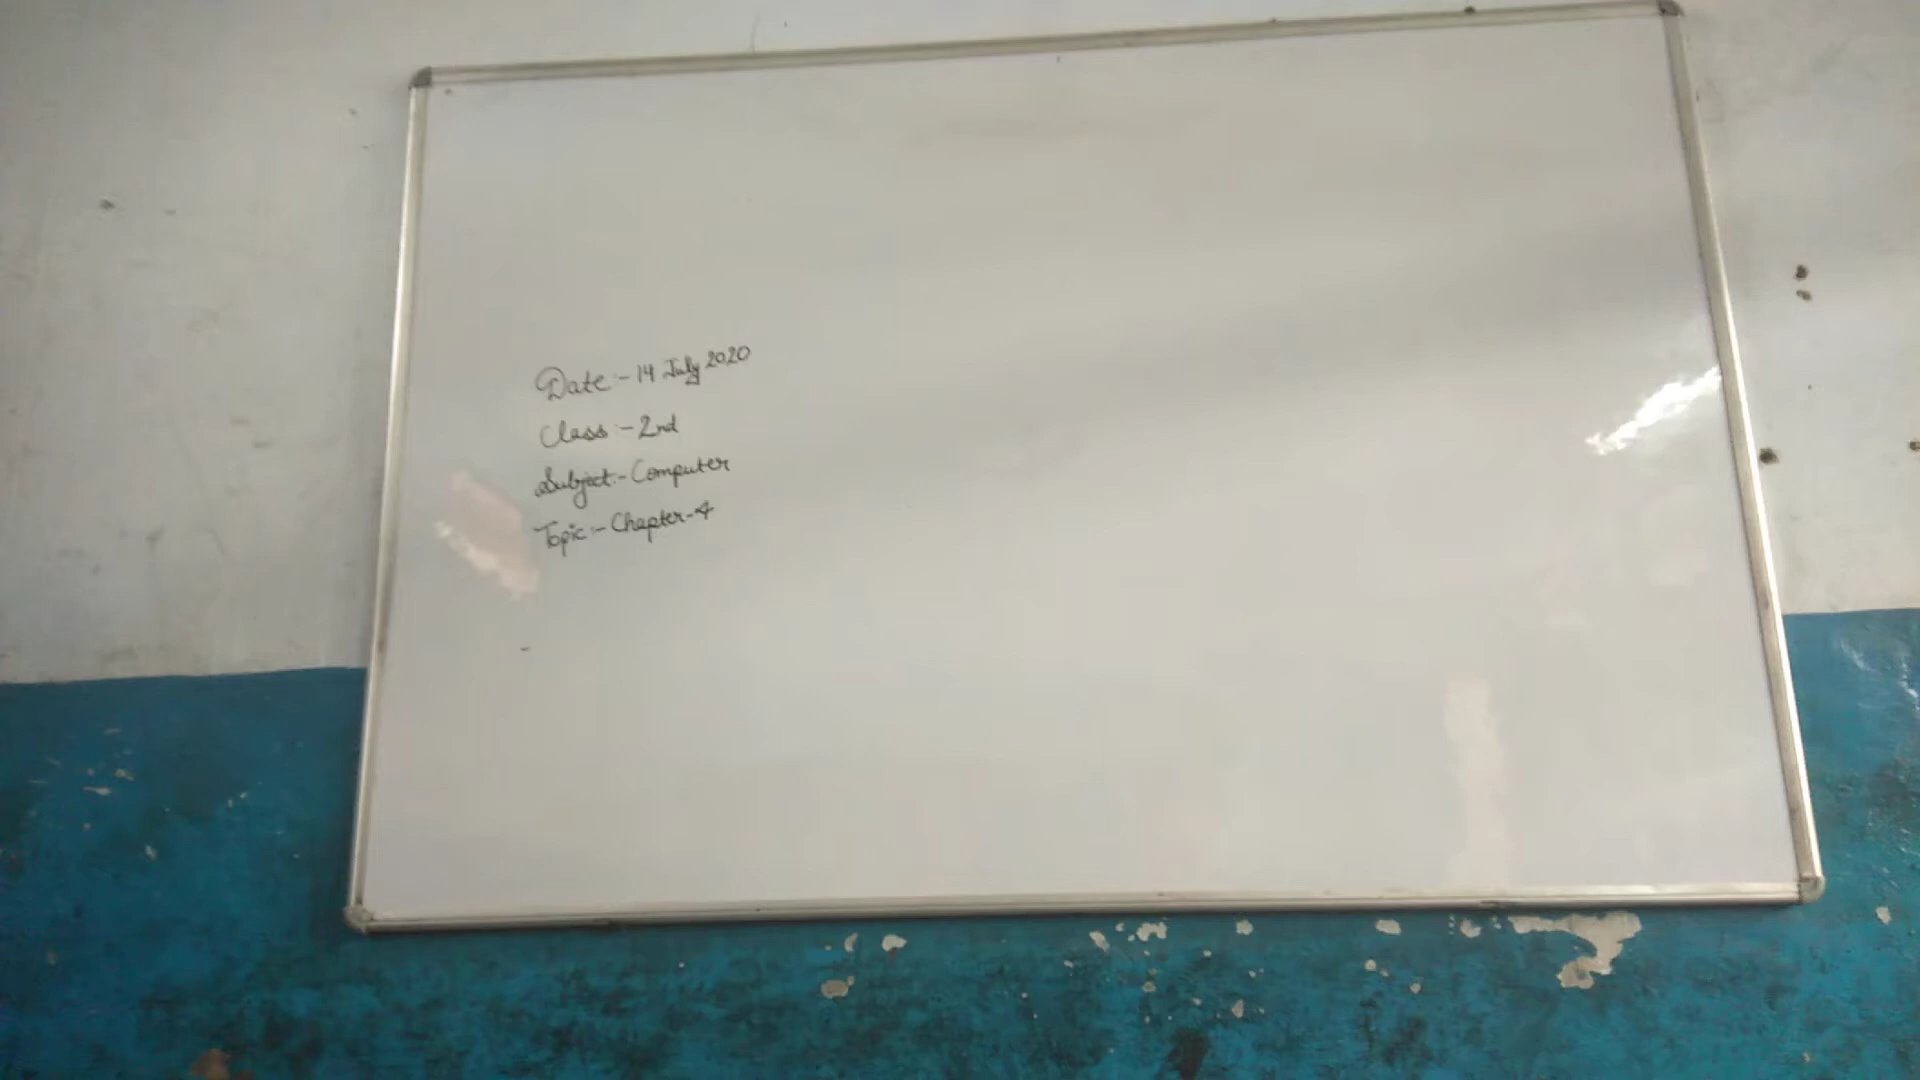 Date:- 14 July 2020
Class:- 2nd
Subject:- Computer
Topic:- Chapter-4